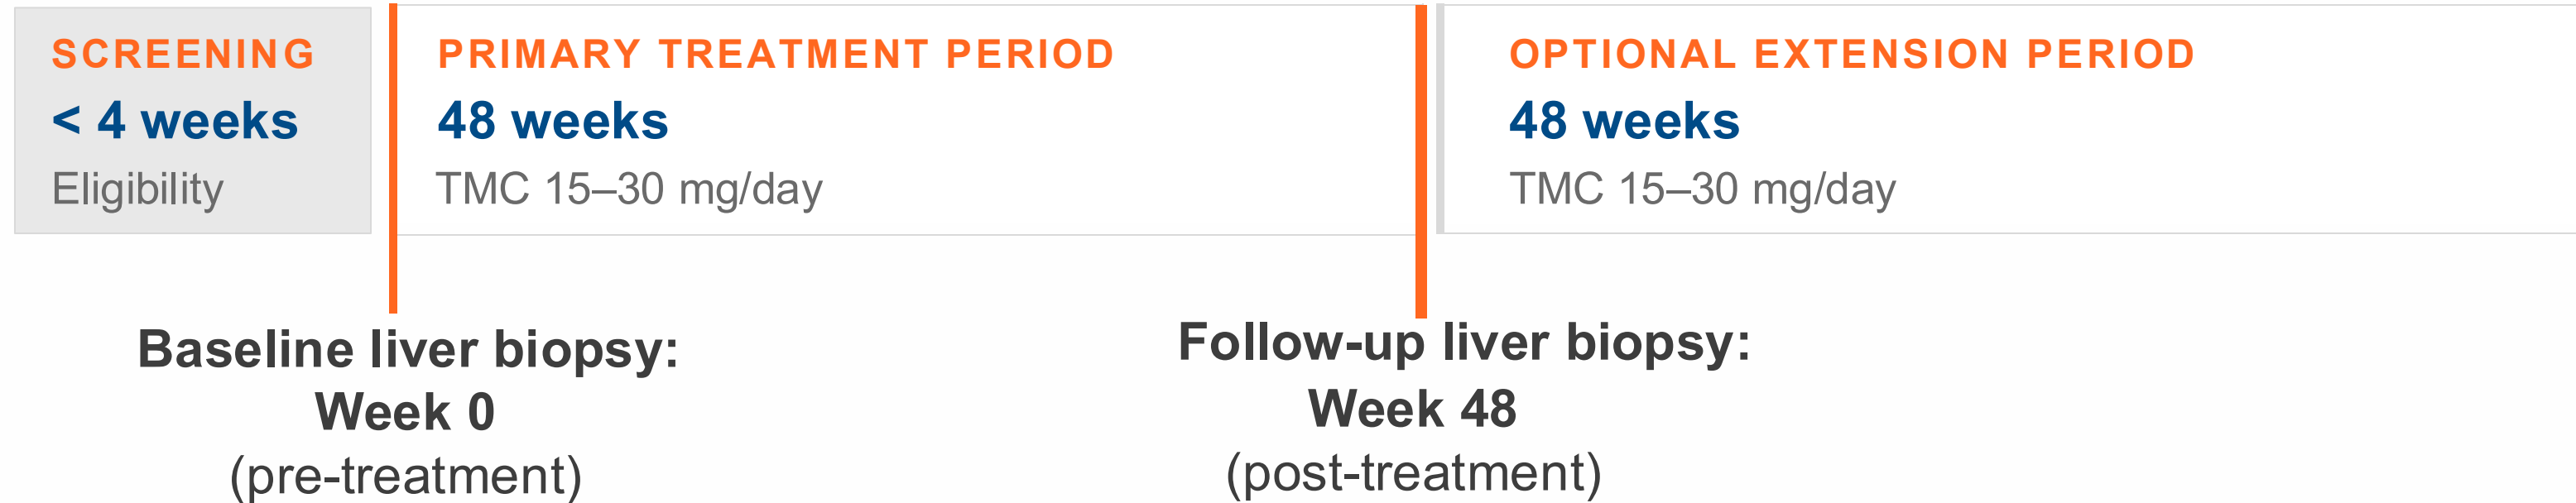 SCREENING
< 4 weeks
Eligibility
PRIMARY TREATMENT PERIOD
48 weeks
TMC 15–30 mg/day
OPTIONAL EXTENSION PERIOD
48 weeks
TMC 15–30 mg/day
Baseline liver biopsy:
Week 0
(pre-treatment)
Follow-up liver biopsy:
Week 48
(post-treatment)